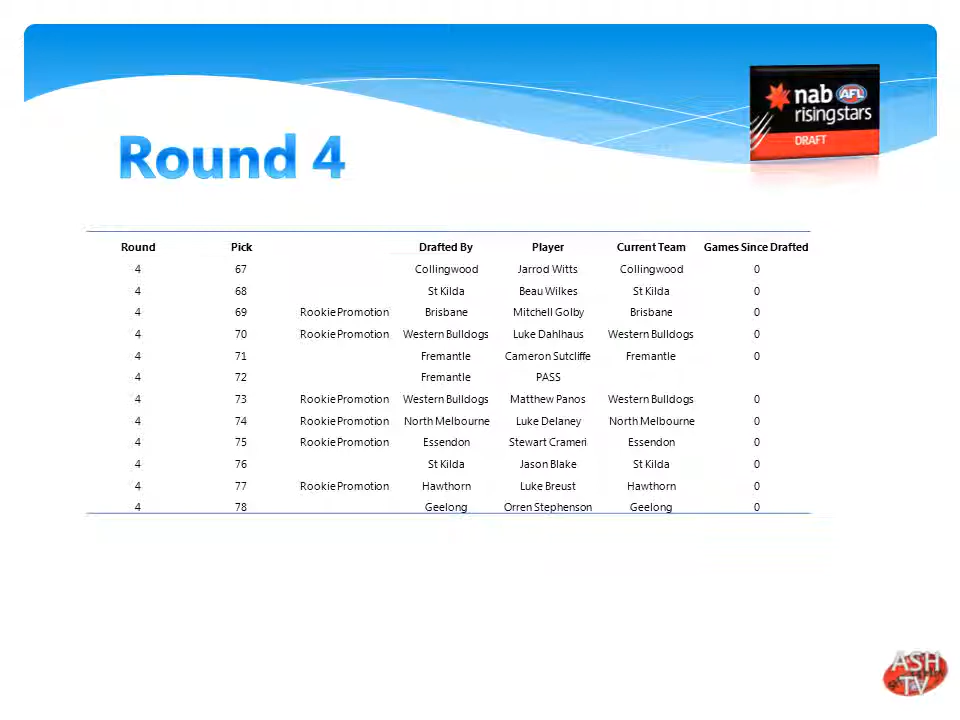 nab AFL
risingstars
DRAFT
Round 4
Round Pick Drafted By Player Current Team Games Since Drafted
4 67 Collingwood Jarrod Witts Collingwood 0
4 68 St Kilda Beau Wilkes St Kilda 0
4 69 Rookie Promotion Brisbane Mitchell Golby Brisbane 0
4 70 Rookie Promotion Western Bulldogs Luke Dahlhaus Western Bulldogs 0
4 71 Fremantle Cameron Sutcliffe Fremantle 0
4 72 Fremantle PASS
4 73 Rookie Promotion Western Bulldogs Matthew Panos Western Bulldogs 0
4 74 Rookie Promotion North Melbourne Luke Delaney North Melbourne 0
4 75 Rookie Promotion Essendon Stewart Crameri Essendon 0
4 76 St Kilda Jason Blake St Kilda 0
4 77 Rookie Promotion Hawthorn Luke Breust Hawthorn 0
4 78 Geelong Orren Stephenson Geelong 0
ASH
TV